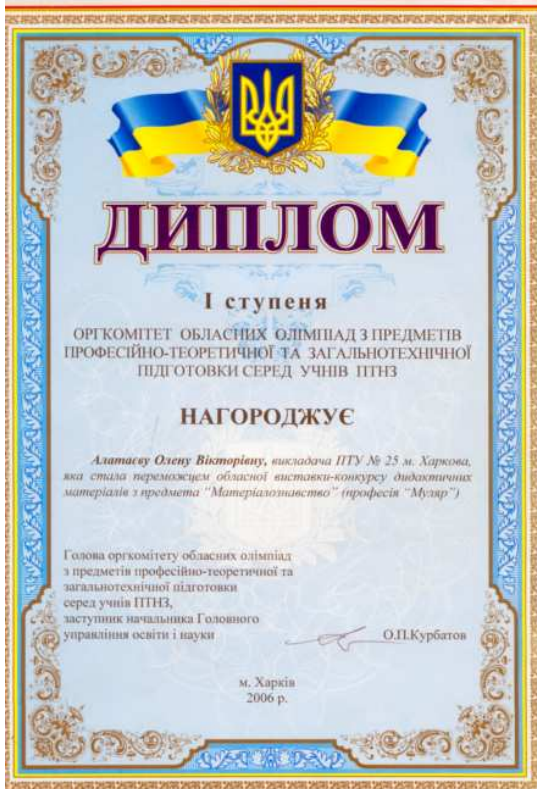 ДИПЛОМ
І ступеня
ОРГКОМІТЕТ ОБЛАСНИХ ОЛІМПІАД З ПРЕДМЕТІВ
ПРОФЕСІЙНО-ТЕОРЕТИЧНОЇ ТА ЗАГАЛЬНОТЕХНІЧНОЇ
ПІДГОТОВКИ СЕРЕД УЧНІВ ПТНЗ
НАГОРОДЖУЄ
Алатаєву Олену Вікторівну, викладача ПТУ № 25 м. Харкова,
яка стала переможцем обласної виставки-конкурсу дидактичних
матеріалів з предмета “Матеріалознавство” (професія “Муляр”)
Голова оргкомітету обласних олімпіад
з предметів професійно-теоретичної та
загальнотехнічної підготовки
серед учнів ПТНЗ,
заступник начальника Головного
управління освіти і науки О.П.Курбатов
м. Харків
2006 р.